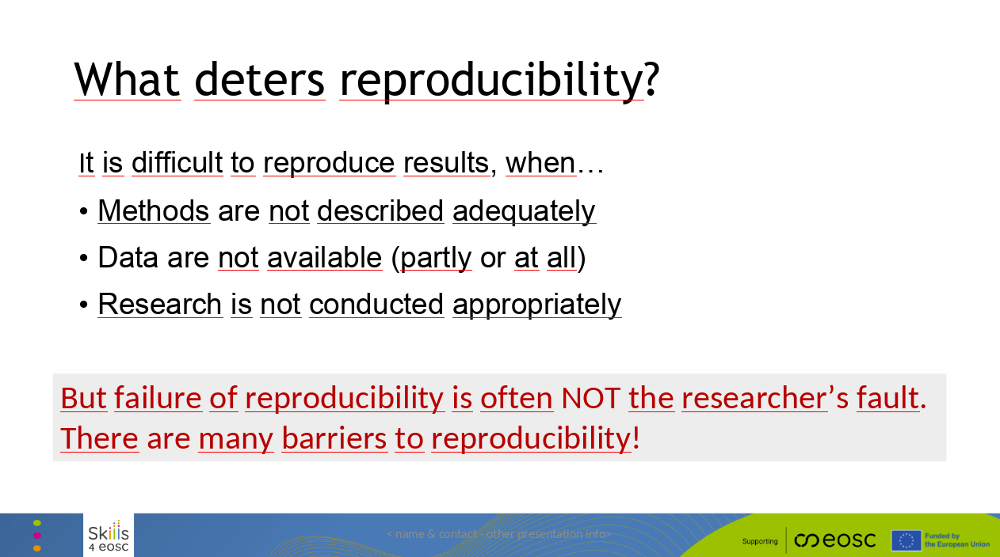 What deters reproducibility?
It is difficult to reproduce results, when…
• Methods are not described adequately
• Data are not available (partly or at all)
• Research is not conducted appropriately
But failure of reproducibility is often NOT the researcher’s fault.
There are many barriers to reproducibility!
Skills
4 eosc
< name & contact - other presentation info>
Supporting
eosc
Funded by
the European Union